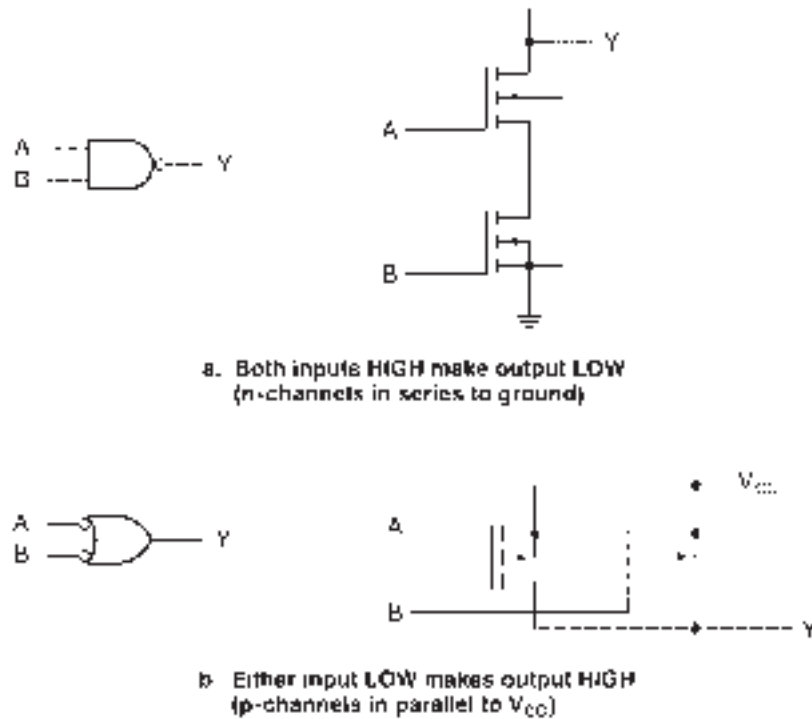 Y
A
A
Y
B
B
a. Both inputs HIGH make output LOW
(n-channels in series to ground)
VCC
A
A
Y
B
B
Y
b Either input LOW makes output HIGH
(p-channels in parallel to VCC)